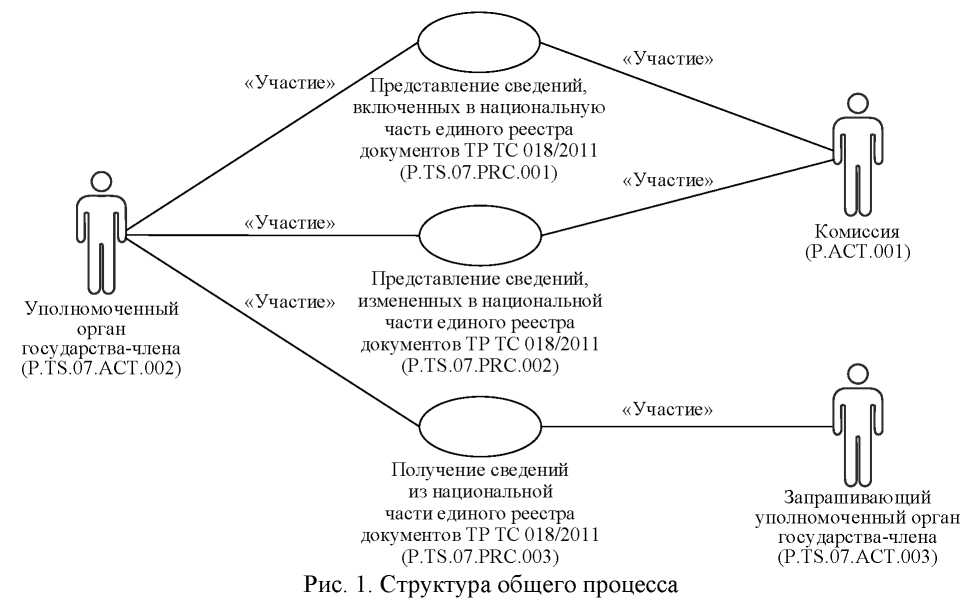 «Участие»
«Участие»
Представление сведений,
включенных в национальную
часть единого реестра
документов ТР ТС 018/2011
(P.TS.07.PRC.001)
«Участие»
«Участие»
Комиссия
(P.ACT.001)
Уполномоченный
орган
государства-члена
(P.TS.07.ACT.002)
Представление сведений,
измененных в национальной
части единого реестра
документов ТР ТС 018/2011
(P.TS.07.PRC.002)
«Участие»
«Участие»
Получение сведений
из национальной
части единого реестра
документов ТР ТС 018/2011
(P.TS.07.PRC.003)
Запрашивающий
уполномоченный орган
государства-члена
(P.TS.07.ACT.003)
Рис. 1. Структура общего процесса